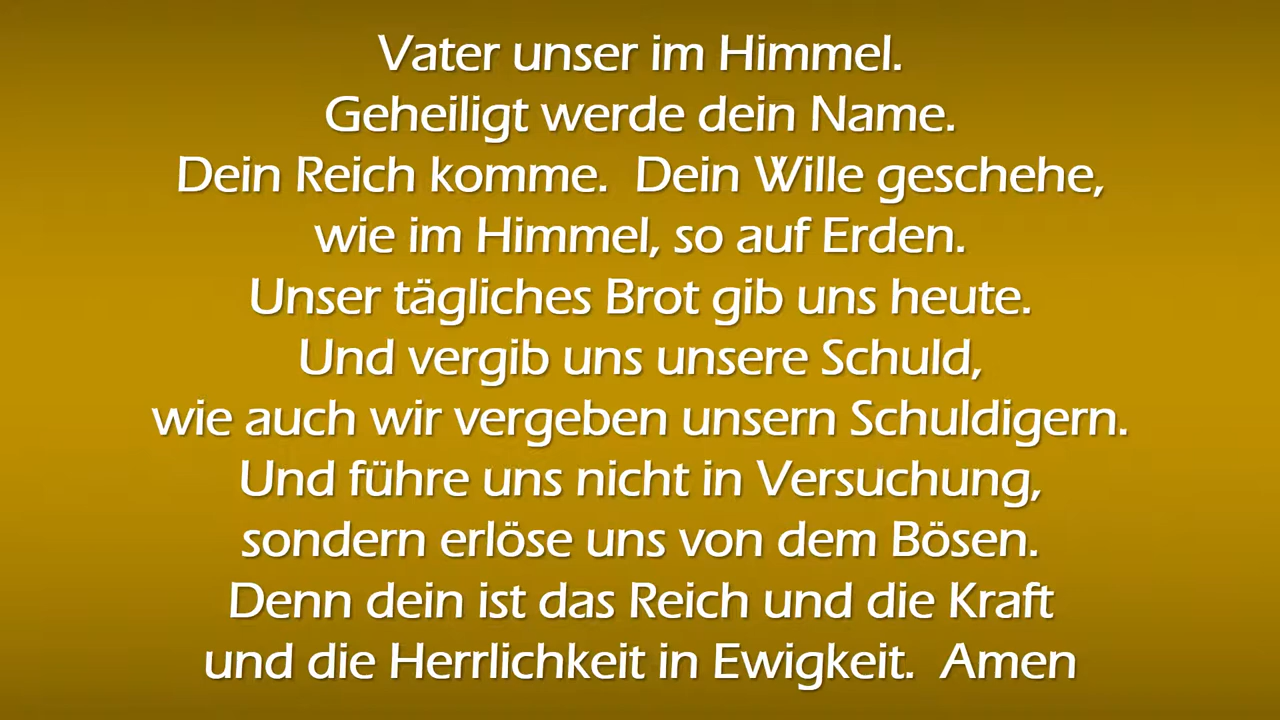 Vater unser im Himmel.
Geheiligt werde dein Name.
Dein Reich komme.  Dein Wille geschehe,
wie im Himmel, so auf Erden.
Unser tägliches Brot gib uns heute.
Und vergib uns unsere Schuld,
wie auch wir vergeben unsern Schuldigern.
Und führe uns nicht in Versuchung,
sondern erlöse uns von dem Bösen.
Denn dein ist das Reich und die Kraft
und die Herrlichkeit in Ewigkeit.  Amen